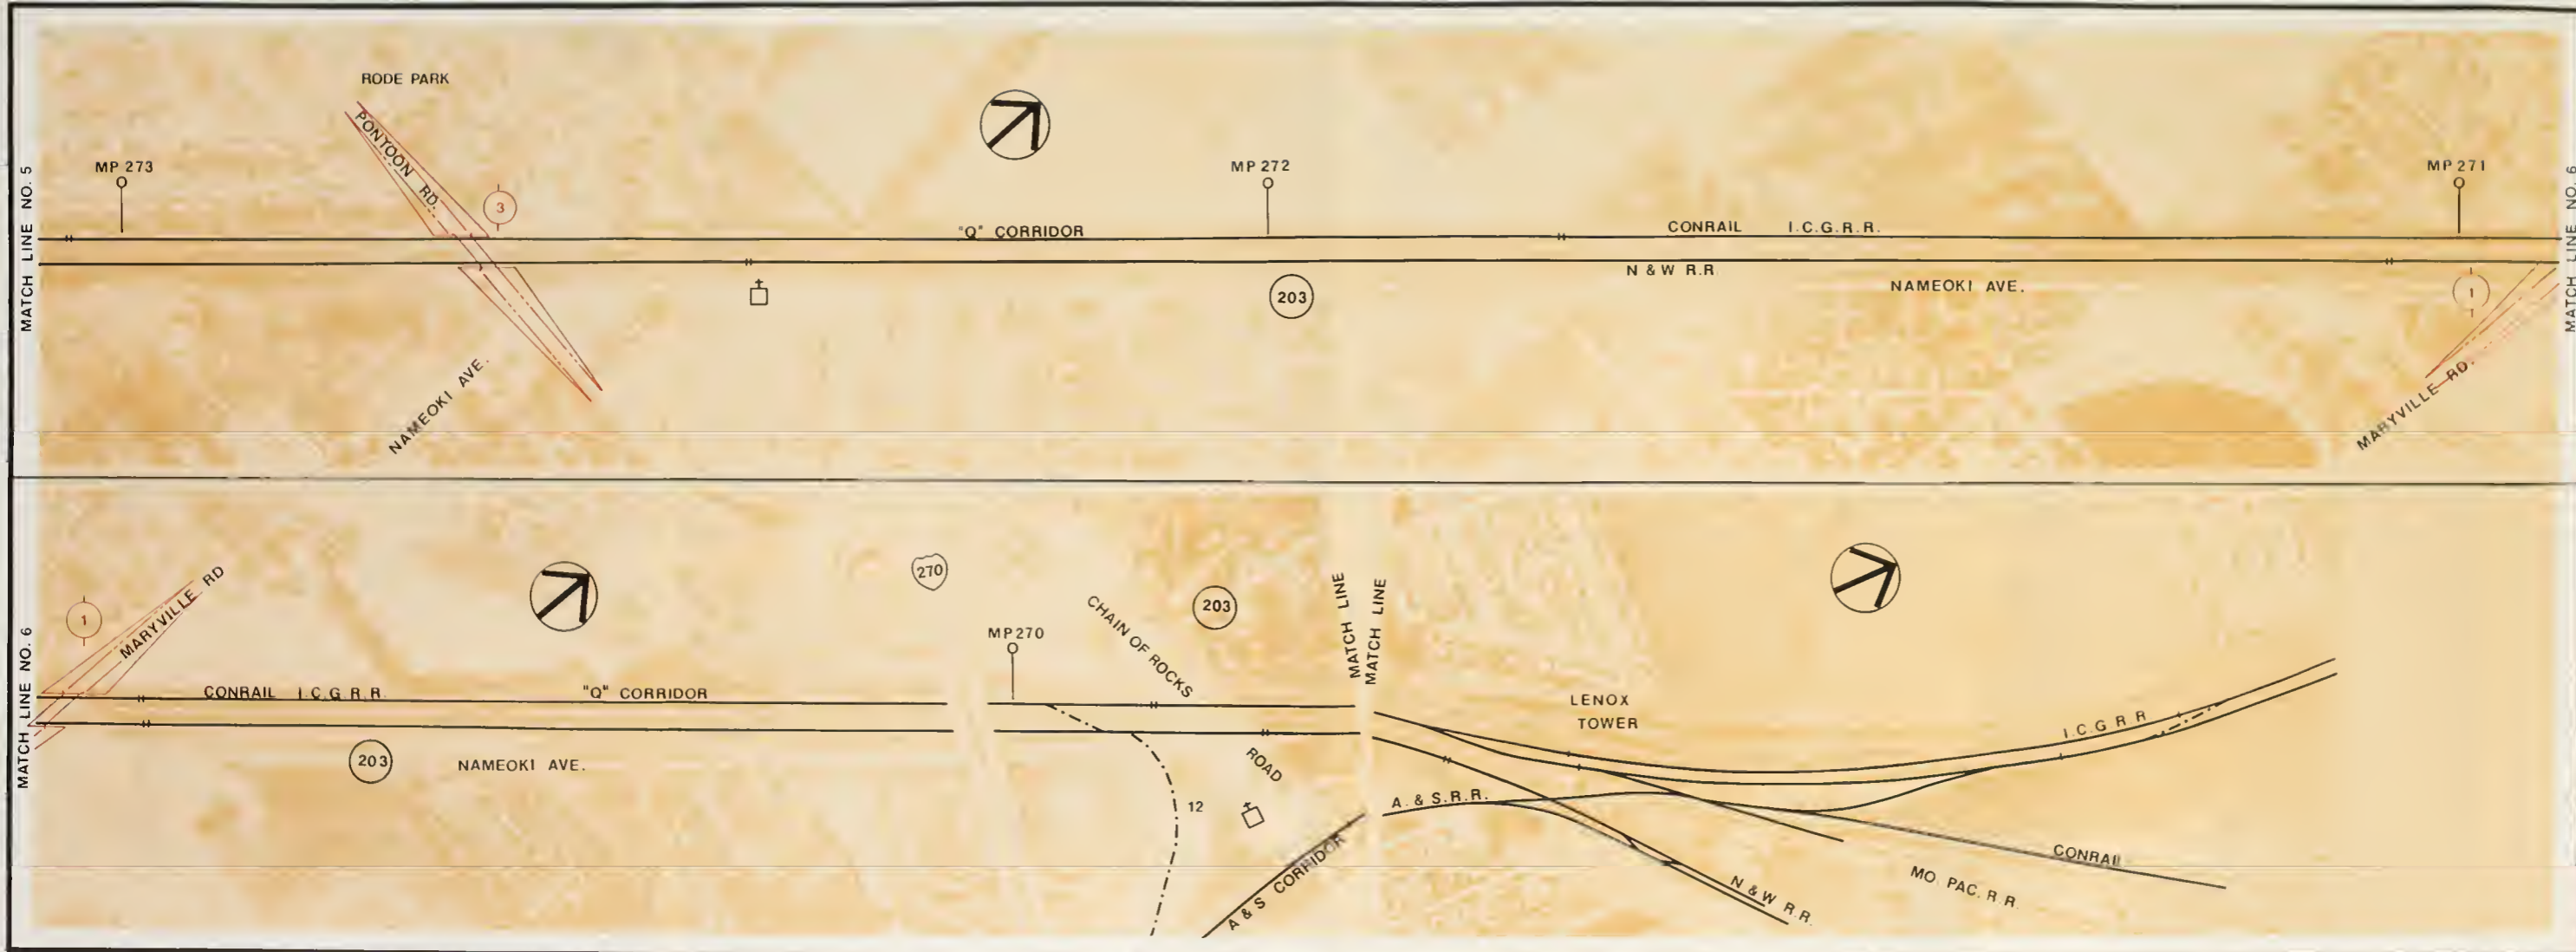 RODE PARK
PONTOON RD.
MP 273
MATCH LINE NO. 5
3
MP 272
MP 271
MATCH LINE NO. 6
"Q" CORRIDOR
CONRAIL I.C.G.R.R.
N & W R.R.
203
NAMEOKI AVE.
1
NAMEOKI AVE.
MARYVILLE RD.
MATCH LINE NO. 6
1
MARYVILLE RD
CONRAIL I.C.G.R.R.
"Q" CORRIDOR
203
NAMEOKI AVE.
270
MP 270
CHAIN OF ROCKS
ROAD
203
12
A & S CORRIDOR
MATCH LINE
MATCH LINE
LENOX
TOWER
A. & S.R.R.
I.C.G.R.R
CONRAIL
MO. PAC. R.R.
N & W R.R.